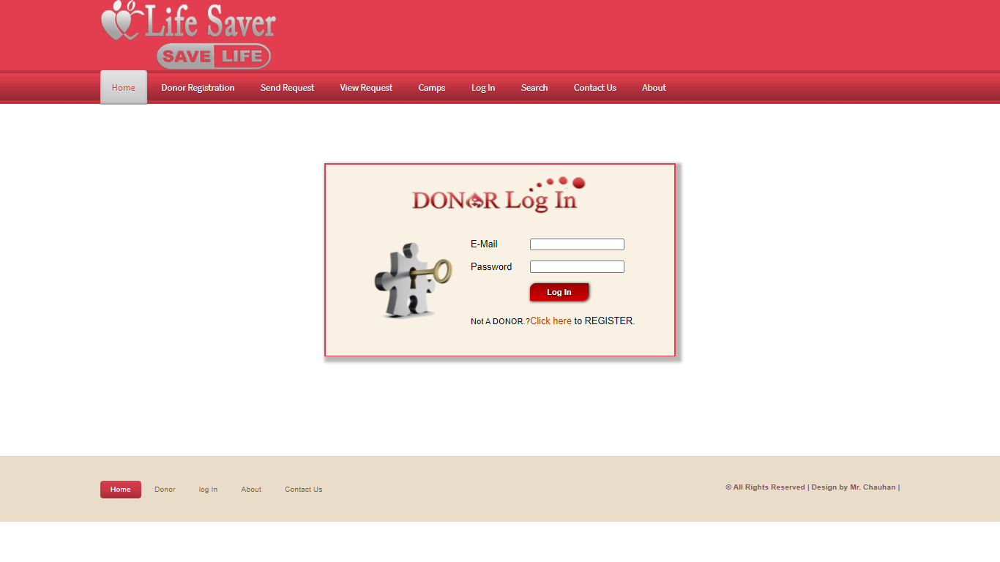 Life Saver
SAVE LIFE
Home Donor Registration Send Request View Request Camps Log In Search Contact Us About
DONOR Log In
E-Mail
Password
Log In
Not A DONOR.?Click here to REGISTER.
Home Donor log In About Contact Us
© All Rights Reserved | Design by Mr. Chauhan |